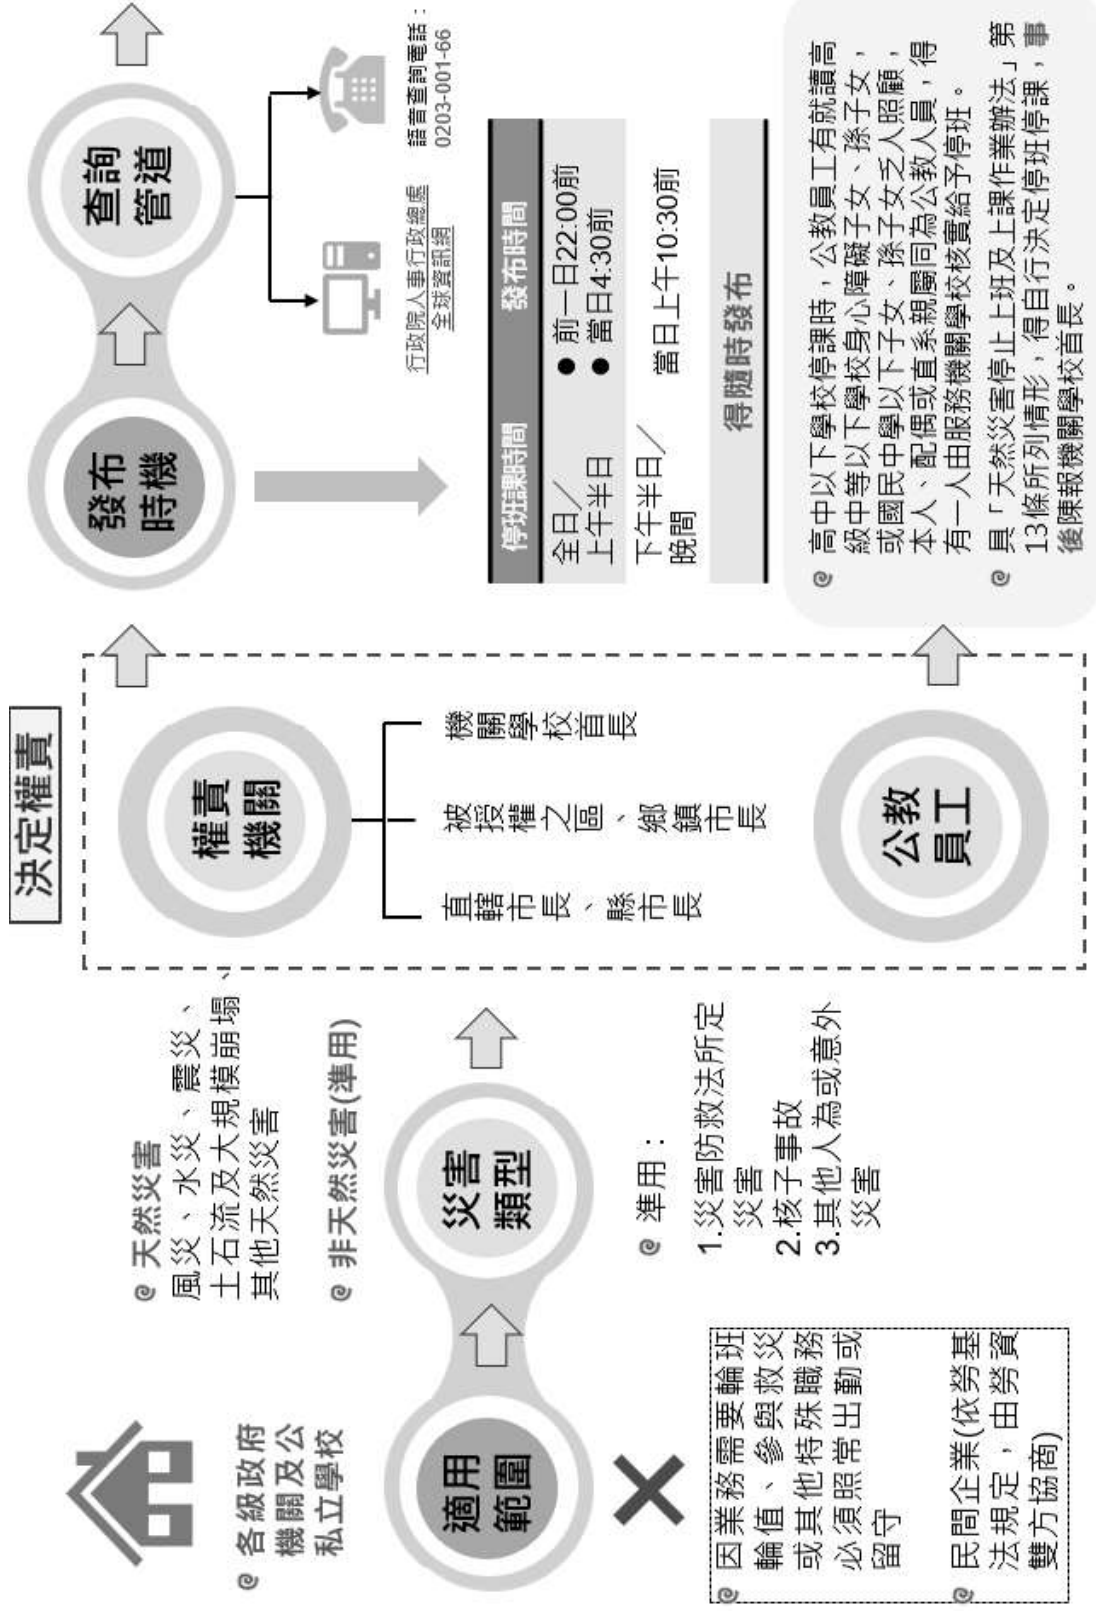 各級政府
機關及公
私立學校
適用
範圍
因業務需要輪班
輪值、參與救災
或其他特殊職務
必須照常出勤或
留守
民間企業(依勞基
法規定，由勞資
雙方協商)
天然災害
風災、水災、震災、
土石流及大規模崩塌、
其他天然災害
非天然災害(準用)
災害
類型
準用：
1.災害防救法所定
災害
2.核子事故
3.其他人為或意外
災害
決定權責
權責
機關
直轄市長、縣市長
被授權之區、鄉鎮市長
機關學校首長
公教
員工
發布
時機
查詢
管道
行政院人事行政總處
全球資訊網
語音查詢電話：
0203-001-66
停班課時間 發布時間
全日/
上午半日
● 前一日22:00前
● 當日4:30前
下午半日/
晚間
當日上午10:30前
得隨時發布
高中以下學校停課時，公教員工有就讀高
級中等以下學校身心障礙子女、孫子女，
或國民中學以下子女、孫子女乏人照顧，
本人、配偶或直系親屬同為公教人員，得
有一人由服務機關學校核實給予停班。
具「天然災害停止上班及上課作業辦法」第
13條所列情形，得自行決定停班停課，事
後陳報機關學校首長。